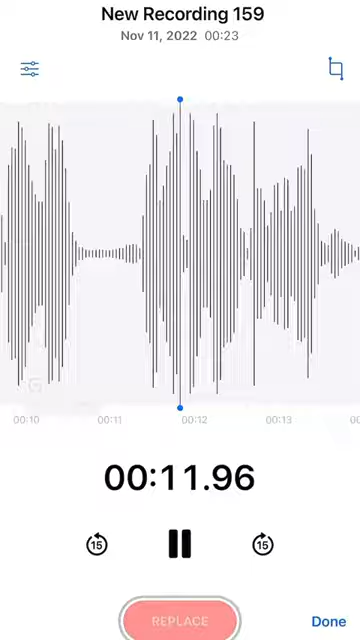 New Recording 159
Nov 11, 2022 00:23
00:10 00:11 00:12 00:13
00:11.96
15 15
REPLACE Done